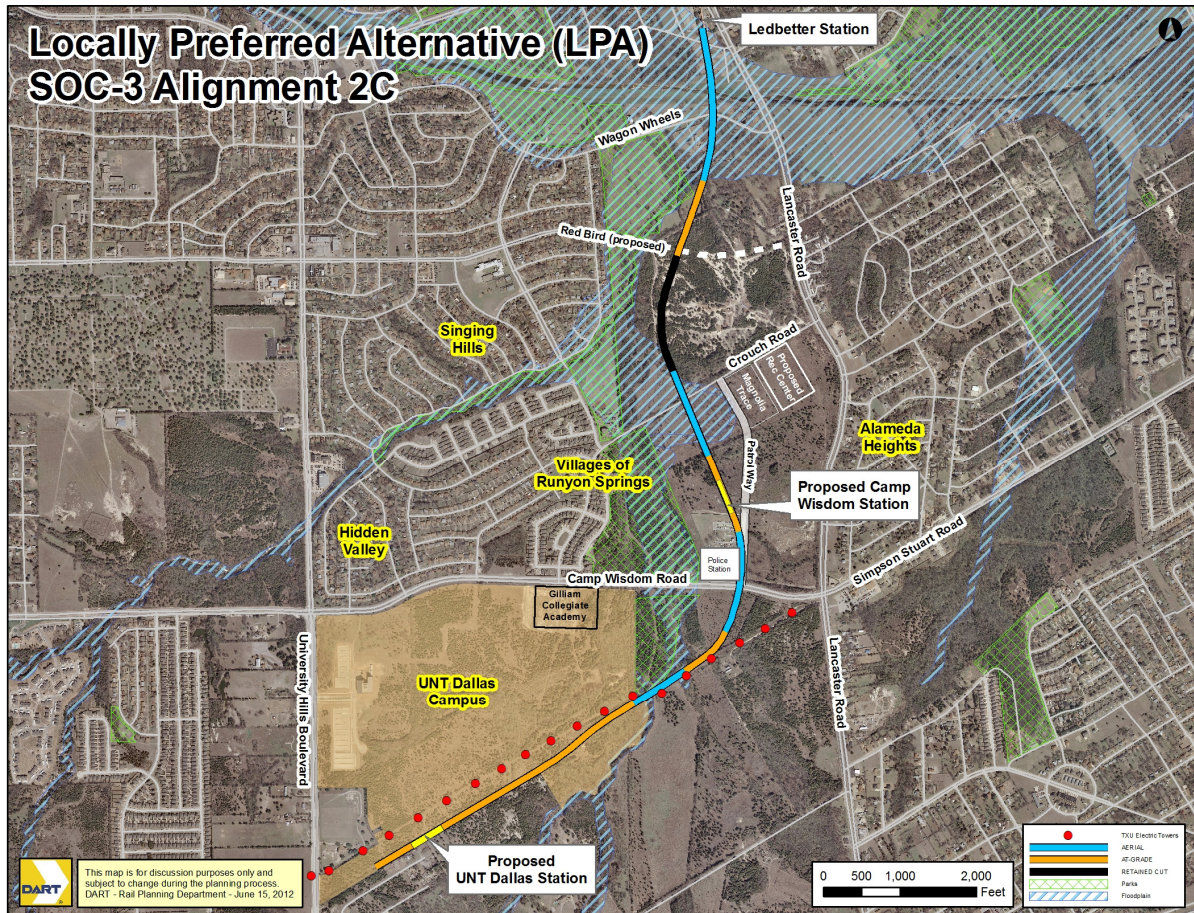 Locally Preferred Alternative (LPA)
SOC-3 Alignment 2C
Ledbetter Station
Wagon Wheels
Lancaster Road
Red Bird (proposed)
Singing
Hills
Crouch Road
Proposed
Rec Center
Magnolia
Trace
Alameda
Heights
Patrol Way
Villages of
Runyon Springs
Proposed Camp
Wisdom Station
Hidden
Valley
Simpson Stuart Road
Police
Station
Camp Wisdom Road
Gilliam
Collegiate
Academy
University Hills Boulevard
UNT Dallas
Campus
Lancaster Road
Proposed
UNT Dallas Station
DART
This map is for discussion purposes only and
subject to change during the planning process.
DART - Rail Planning Department - June 15, 2012
0 500 1,000 2,000
Feet
TXU Electric Towers
AERIAL
AT-GRADE
RETAINED CUT
Parks
Floodplain